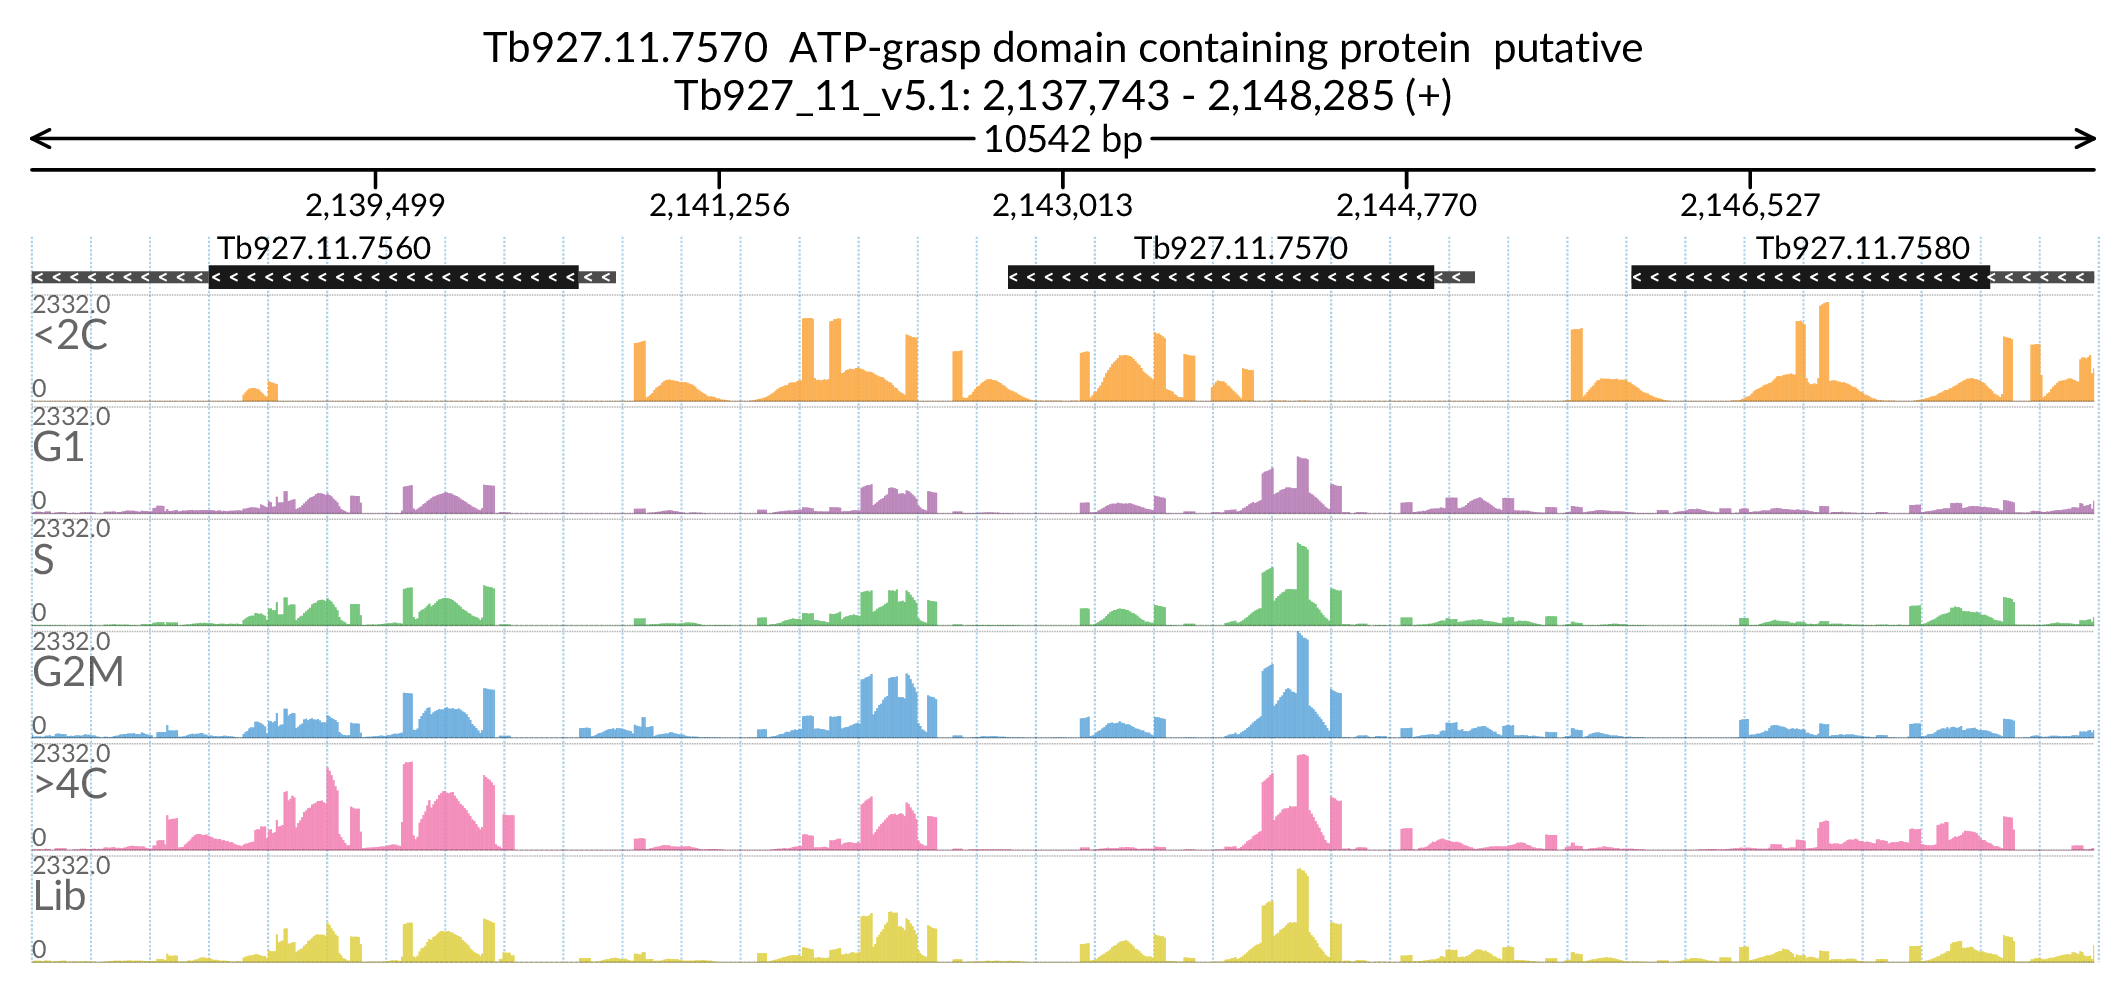 Tb927.11.7570  ATP-grasp domain containing protein  putative
Tb927_11_v5.1: 2,137,743 - 2,148,285 (+)
10542 bp
2,139,499 2,141,256 2,143,013 2,144,770 2,146,527
Tb927.11.7560 Tb927.11.7570 Tb927.11.7580
2332.0
<2C
0
2332.0
G1
0
2332.0
S
0
2332.0
G2M
0
2332.0
>4C
0
2332.0
Lib
0